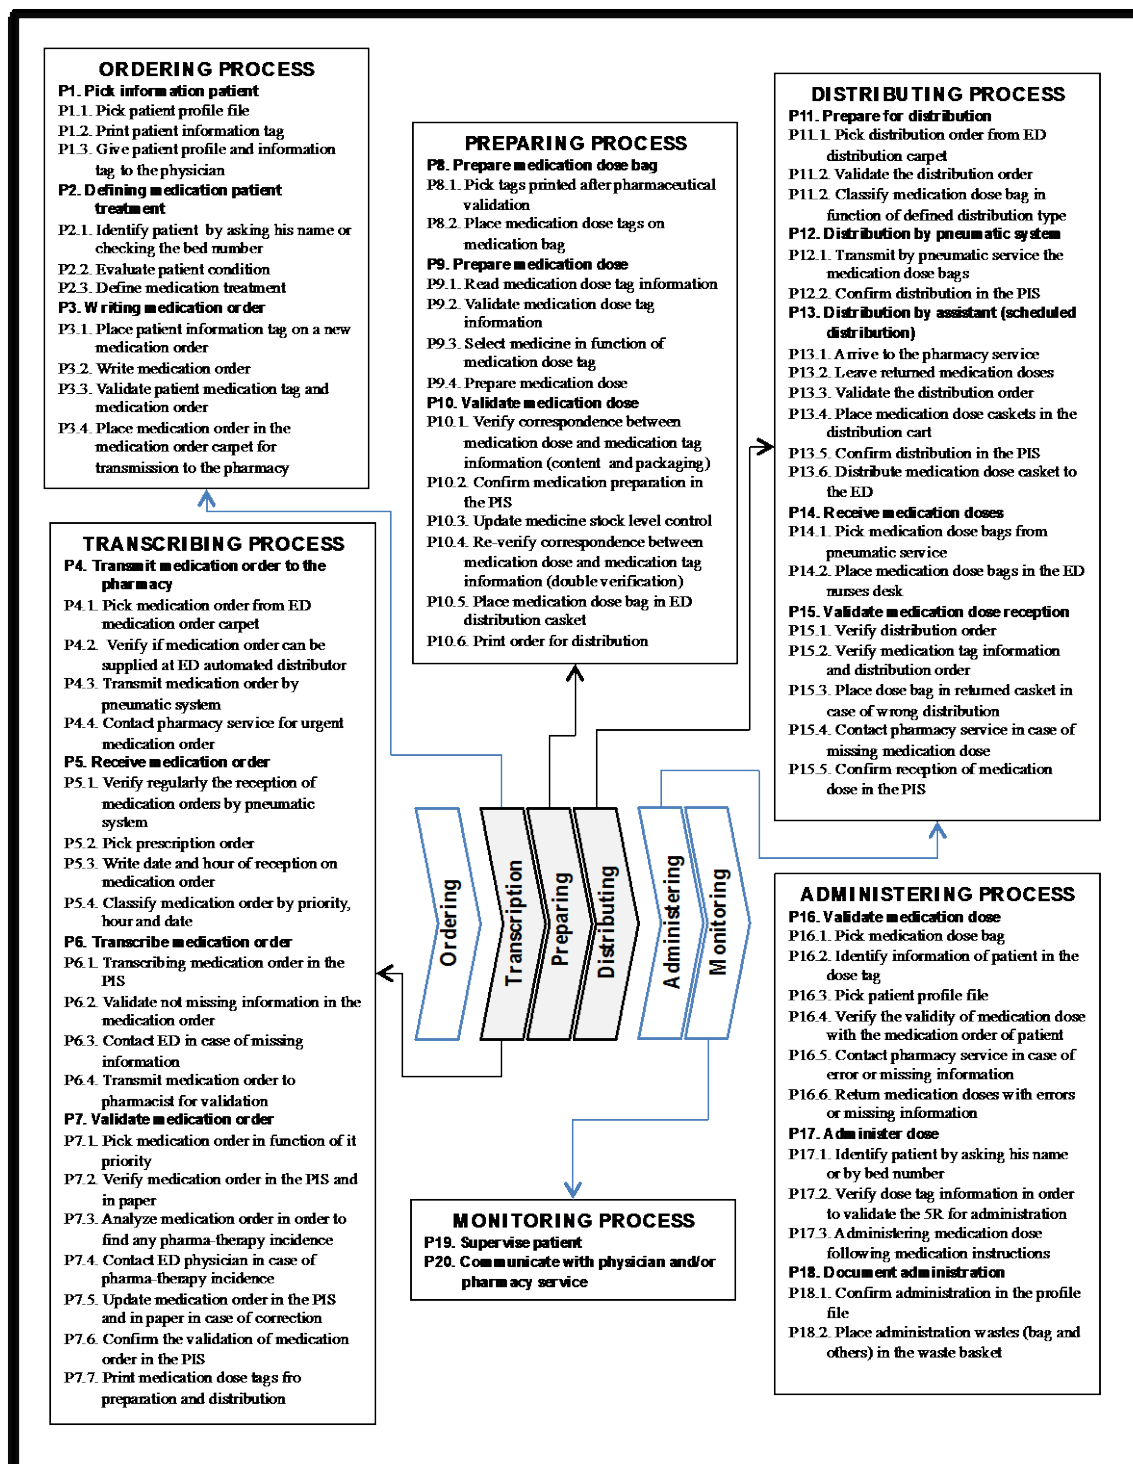 ORDERING PROCESS
P1. Pick information patient
P1.1. Pick patient profile file
P1.2. Print patient information tag
P1.3. Give patient profile and information
tag to the physician
P2. Defining medication patient
treatment
P2.1. Identify patient by asking his name or
checking the bed number
P2.2. Evaluate patient condition
P2.3. Define medication treatment
P3. Writing medication order
P3.1. Place patient information tag on a new
medication order
P3.2. Write medication order
P3.3. Validate patient medication tag and
medication order
P3.4. Place medication order in the
medication order carpet for
transmission to the pharmacy
TRANSCRIBING PROCESS
P4. Transmit medication order to the
pharmacy
P4.1. Pick medication order from ED
medication order carpet
P4.2. Verify if medication order can be
supplied at ED automated distributor
P4.3. Transmit medication order by
pneumatic system
P4.4. Contact pharmacy service for urgent
medication order
P5. Receive medication order
P5.1. Verify regularly the reception of
medication orders by pneumatic
system
P5.2. Pick prescription order
P5.3. Write date and hour of reception on
medication order
P5.4. Classify medication order by priority,
hour and date
P6. Transcribe medication order
P6.1. Transcribing medication order in the
PIS
P6.2. Validate not missing information in the
medication order
P6.3. Contact ED in case of missing
information
P6.4. Transmit medication order to
pharmacist for validation
P7. Validate medication order
P7.1. Pick medication order in function of it
priority
P7.2. Verify medication order in the PIS and
in paper
P7.3. Analyze medication order in order to
find any pharma-therapy incidence
P7.4. Contact ED physician in case of
pharma-therapy incidence
P7.5. Update medication order in the PIS
and in paper in case of correction
P7.6. Confirm the validation of medication
order in the PIS
P7.7. Print medication dose tags fro
preparation and distribution
PREPARING PROCESS
P8. Prepare medication dose bag
P8.1. Pick tags printed after pharmaceutical
validation
P8.2. Place medication dose tags on
medication bag
P9. Prepare medication dose
P9.1. Read medication dose tag information
P9.2. Validate medication dose tag
information
P9.3. Select medicine in function of
medication dose tag
P9.4. Prepare medication dose
P10. Validate medication dose
P10.1. Verify correspondence between
medication dose and medication tag
information (content and packaging)
P10.2. Confirm medication preparation in
the PIS
P10.3. Update medicine stock level control
P10.4. Re-verify correspondence between
medication dose and medication tag
information (double verification)
P10.5. Place medication dose bag in ED
distribution casket
P10.6. Print order for distribution
Ordering
Transcription
Preparing
Distributing
Administering
Monitoring
MONITORING PROCESS
P19. Supervise patient
P20. Communicate with physician and/or
pharmacy service
DISTRIBUTING PROCESS
P11. Prepare for distribution
P11.1. Pick distribution order from ED
distribution carpet
P11.2. Validate the distribution order
P11.2. Classify medication dose bag in
function of defined distribution type
P12. Distribution by pneumatic system
P12.1. Transmit by pneumatic service the
medication dose bags
P12.2. Confirm distribution in the PIS
P13. Distribution by assistant (scheduled
distribution)
P13.1. Arrive to the pharmacy service
P13.2. Leave returned medication doses
P13.3. Validate the distribution order
P13.4. Place medication dose caskets in the
distribution cart
P13.5. Confirm distribution in the PIS
P13.6. Distribute medication dose casket to
the ED
P14. Receive medication doses
P14.1. Pick medication dose bags from
pneumatic service
P14.2. Place medication dose bags in the ED
nurses desk
P15. Validate medication dose reception
P15.1. Verify distribution order
P15.2. Verify medication tag information
and distribution order
P15.3. Place dose bag in returned casket in
case of wrong distribution
P15.4. Contact pharmacy service in case of
missing medication dose
P15.5. Confirm reception of medication
dose in the PIS
ADMINISTERING PROCESS
P16. Validate medication dose
P16.1. Pick medication dose bag
P16.2. Identify information of patient in the
dose tag
P16.3. Pick patient profile file
P16.4. Verify the validity of medication dose
with the medication order of patient
P16.5. Contact pharmacy service in case of
error or missing information
P16.6. Return medication doses with errors
or missing information
P17. Administer dose
P17.1. Identify patient by asking his name
or by bed number
P17.2. Verify dose tag information in order
to validate the 5R for administration
P17.3. Administering medication dose
following medication instructions
P18. Document administration
P18.1. Confirm administration in the profile
file
P18.2. Place administration wastes (bag and
others) in the waste basket